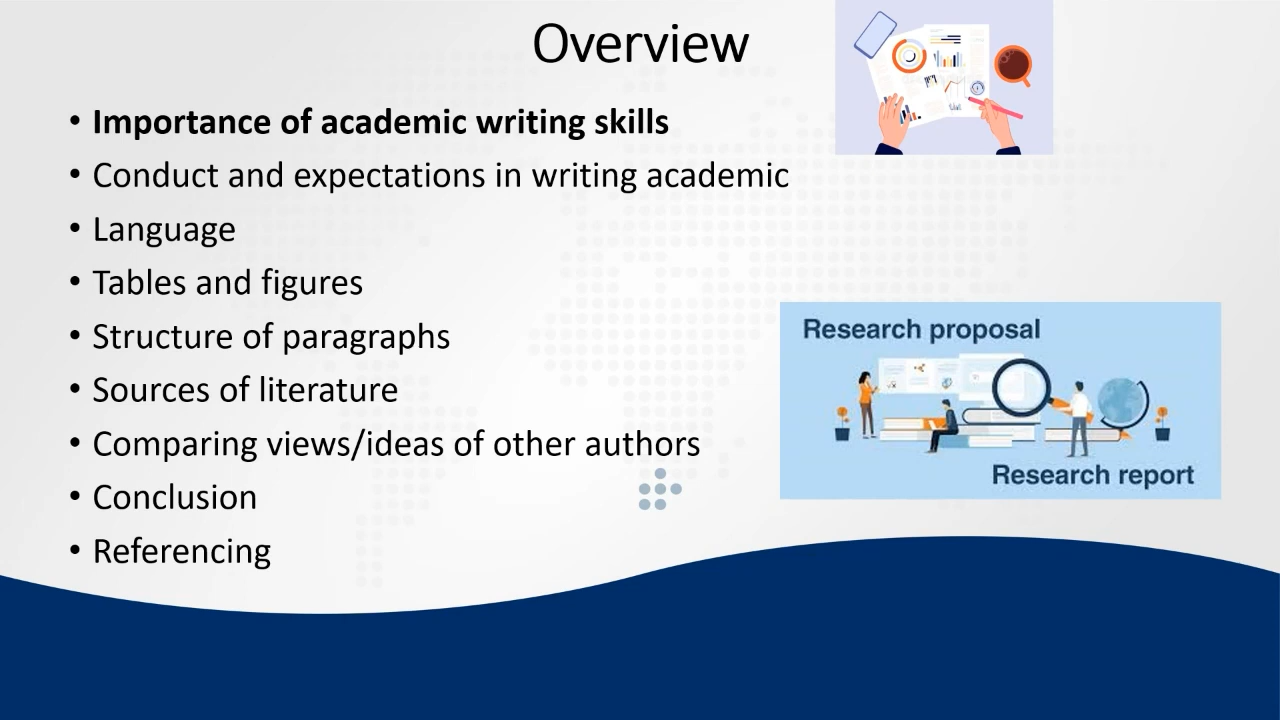 Overview
• Importance of academic writing skills
• Conduct and expectations in writing academic
• Language
• Tables and figures
• Structure of paragraphs
• Sources of literature
• Comparing views/ideas of other authors
• Conclusion
• Referencing
Research proposal
Research report